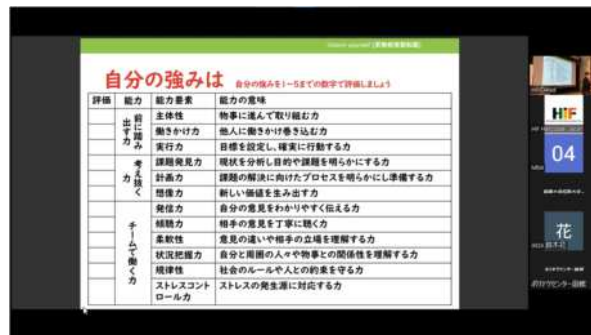 自分の強みは
自分の強みを1~5までの数字で評価しましょう
評価 能力 能力要素 能力の意味
前に踏み出す力
主体性 物事に進んで取り組む力
働きかけ力 他人に働きかけ巻き込む力
実行力 目標を設定し、確実に行動する力
考え抜く力
課題発見力 現状を分析し目的や課題を明らかにする力
計画力 課題の解決に向けたプロセスを明らかにし準備する力
想像力 新しい価値を生み出す力
チームで働く力
発信力 自分の意見をわかりやすく伝える力
傾聴力 相手の意見を丁寧に聴く力
柔軟性 意見の違いや相手の立場を理解する力
状況把握力 自分と周囲の人々や物事との関係性を理解する力
規律性 社会のルールや人との約束を守る力
ストレスコント
ロール力 ストレスの発生源に対応する力
HiF
04
花